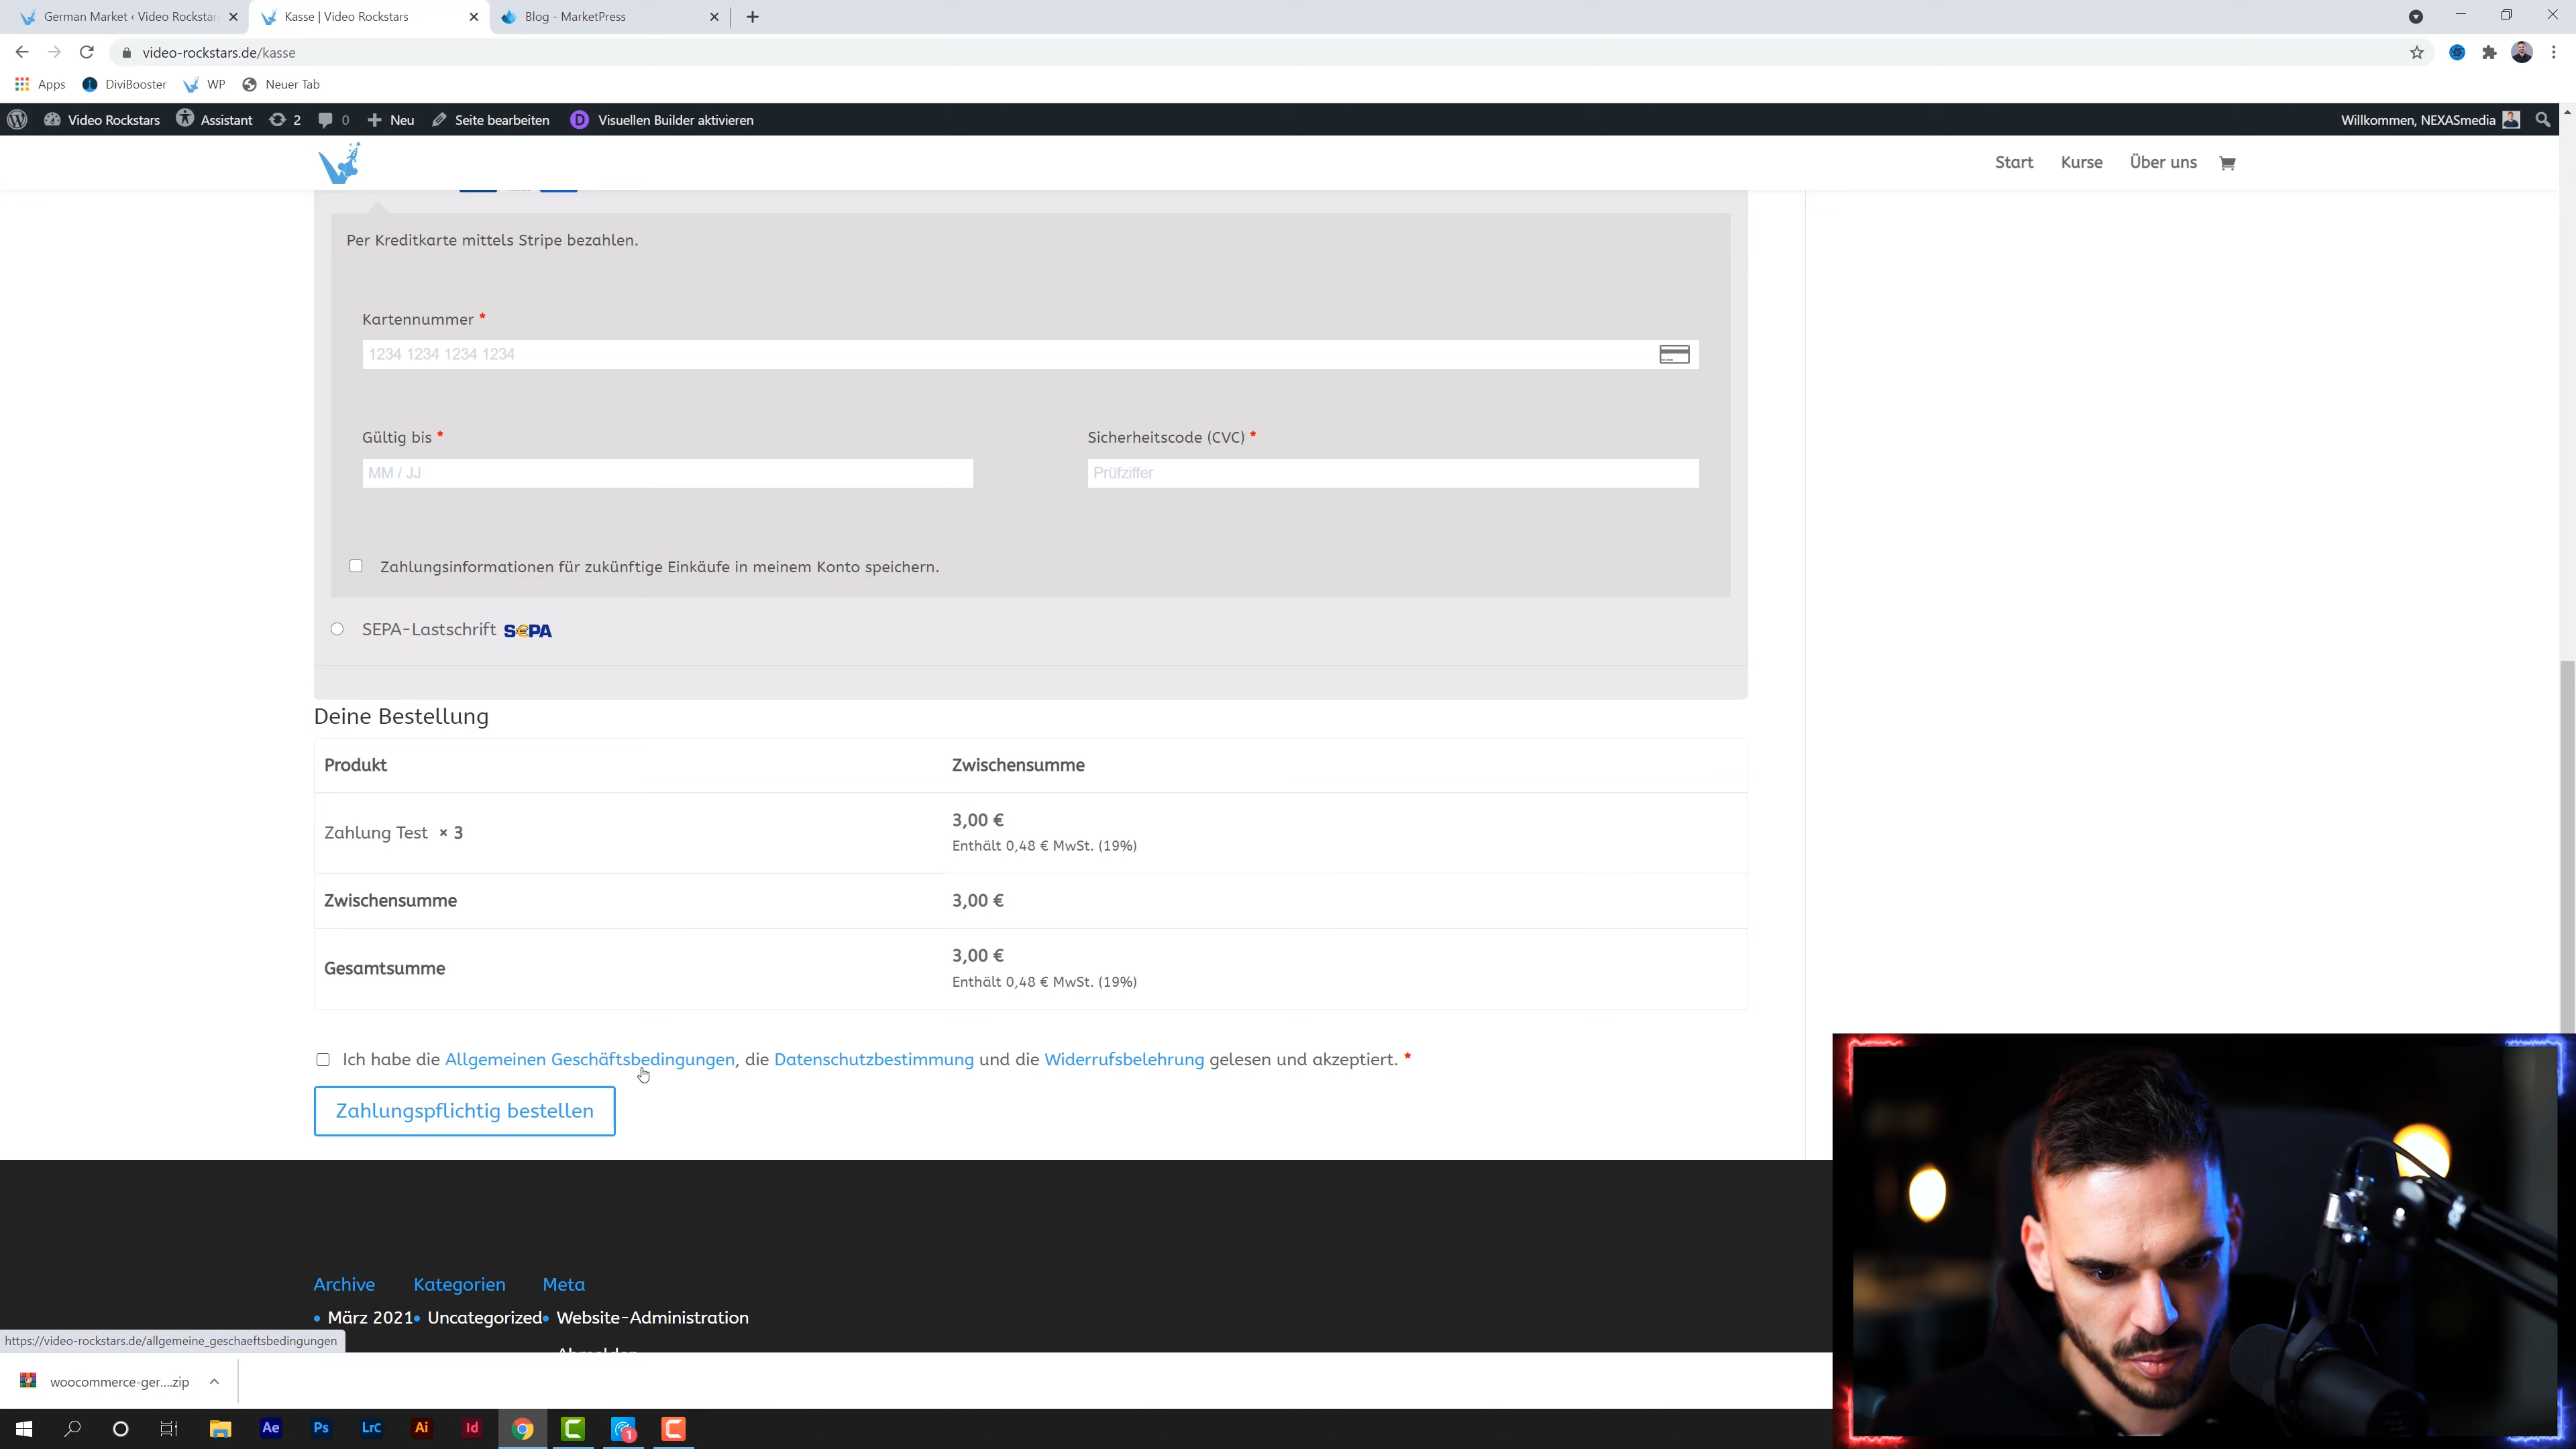 German Market ‹ Video Rockstar
Kasse | Video Rockstars
Blog - MarketPress
video-rockstars.de/kasse
Apps
DiviBooster
WP
Neuer Tab
Video Rockstars
Assistant
2
0
Neu
Seite bearbeiten
D
Visuellen Builder aktivieren
Willkommen, NEXASmedia
Start
Kurse
Über uns
Per Kreditkarte mittels Stripe bezahlen.
Kartennummer *
1234 1234 1234 1234
Gültig bis *
Sicherheitscode (CVC) *
MM / JJ
Prüfziffer
Zahlungsinformationen für zukünftige Einkäufe in meinem Konto speichern.
SEPA-Lastschrift SEPA
Deine Bestellung
Produkt
Zwischensumme
Zahlung Test × 3
3,00 €
Enthält 0,48 € MwSt. (19%)
Zwischensumme
3,00 €
Gesamtsumme
3,00 €
Enthält 0,48 € MwSt. (19%)
Ich habe die Allgemeinen Geschäftsbedingungen, die Datenschutzbestimmung und die Widerrufsbelehrung gelesen und akzeptiert. *
Zahlungspflichtig bestellen
Archive
Kategorien
Meta
März 2021
Uncategorized
Website-Administration
Abmelden
https://video-rockstars.de/allgemeine_geschaeftsbedingungen
woocommerce-ger....zip
Ae
Ps
LrC
Ai
Id
1